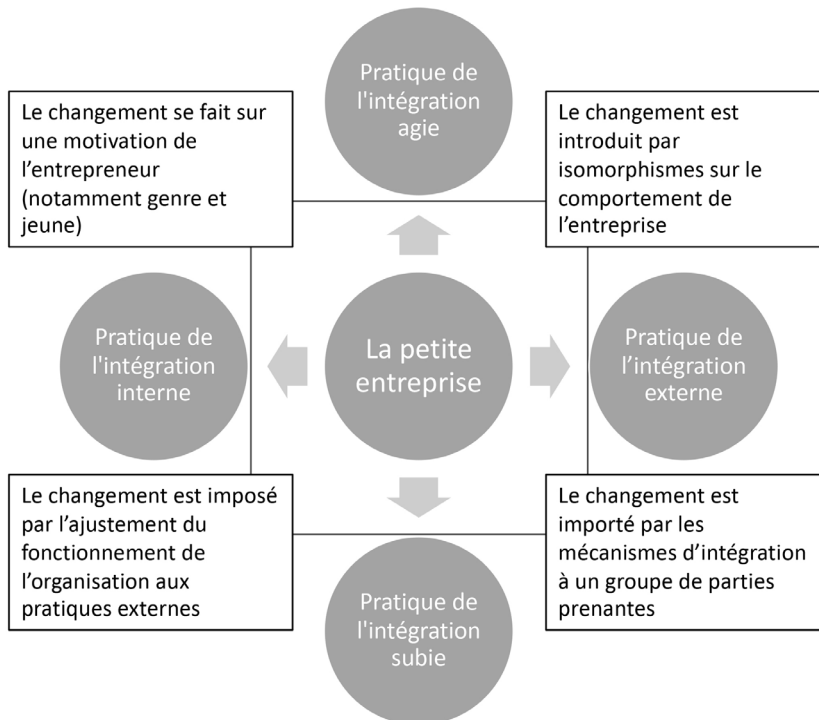 Pratique de
l'intégration
agie
Le changement se fait sur
une motivation de
l’entrepreneur
(notamment genre et
jeune)
Le changement est
introduit par
isomorphismes sur le
comportement de
l’entreprise
Pratique de
l'intégration
interne
La petite
entreprise
Pratique de
l’intégration
externe
Le changement est imposé
par l’ajustement du
fonctionnement de
l’organisation aux
pratiques externes
Le changement est
importé par les
mécanismes d’intégration
à un groupe de parties
prenantes
Pratique de
l'intégration
subie